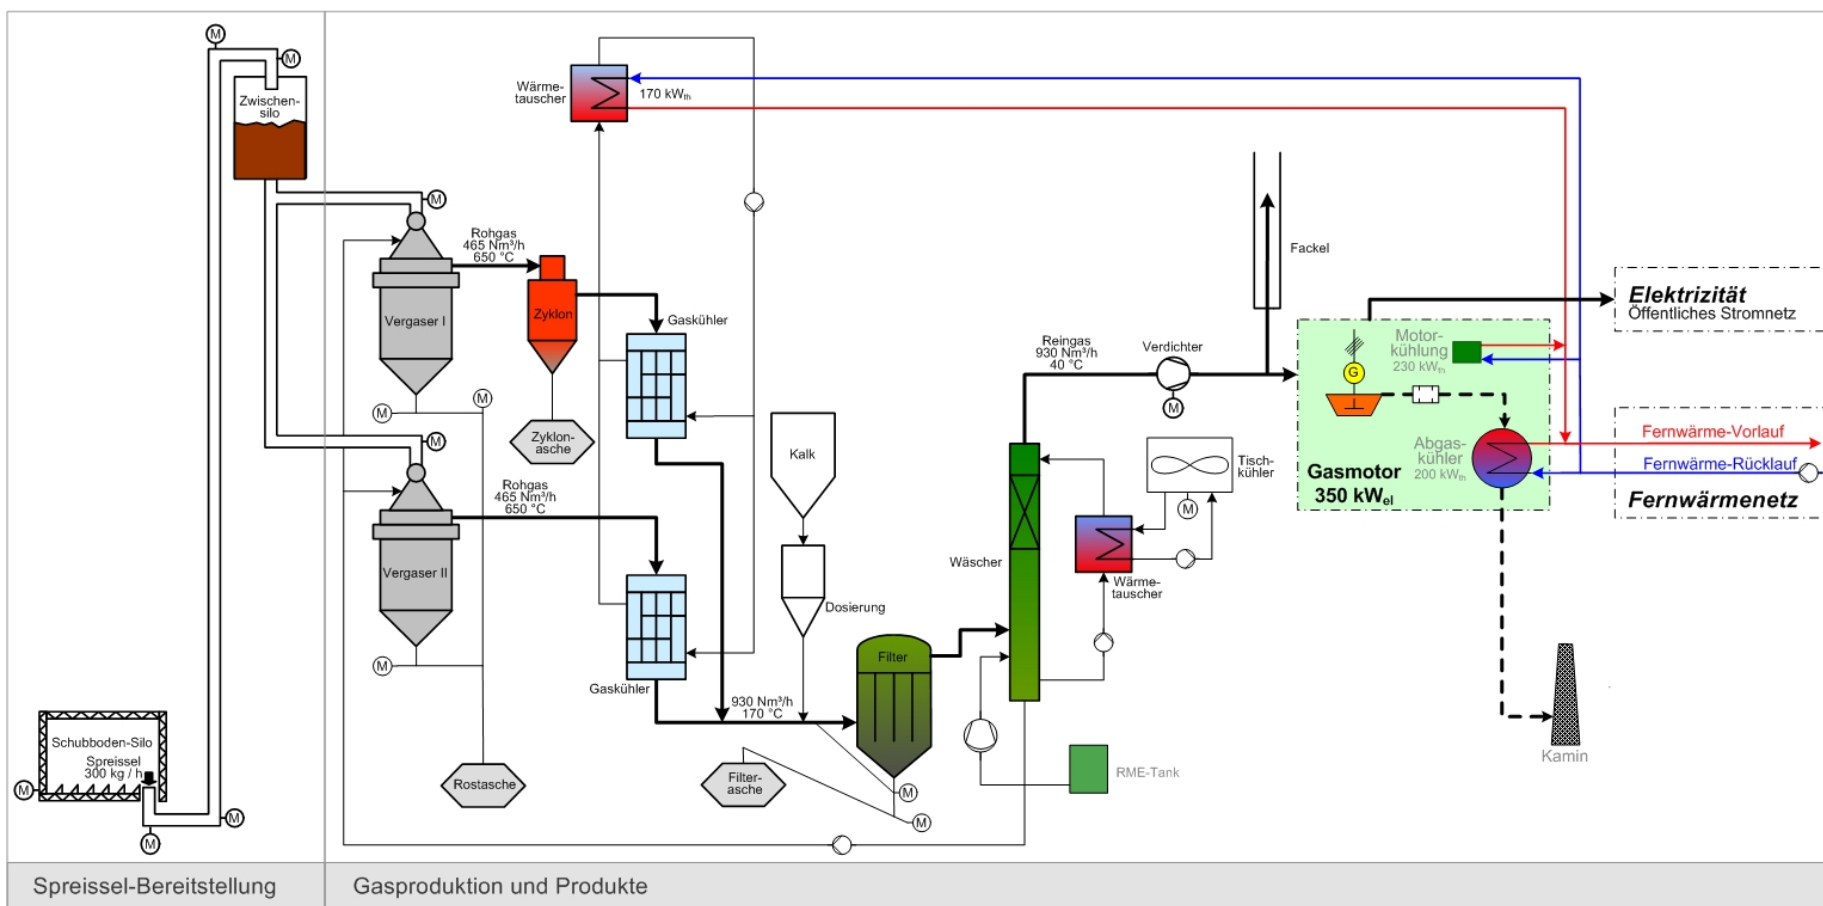 M
M
Zwischen-
silo
M
Wärme-
tauscher
170 kWth
Rohgas
465 Nm³/h
650 °C
Vergaser I
Zyklon
Gaskühler
M
M
Zyklon-
asche
M
Rohgas
465 Nm³/h
650 °C
Vergaser II
M
Gaskühler
Kalk
Dosierung
930 Nm³/h
170 °C
Filter
Filter-
asche
M
M
Rostasche
Schubboden-Silo
Spreissel
300 kg / h
M
M
M
Reingas
930 Nm³/h
40 °C
Verdichter
M
Fackel
Wäscher
Tisch-
kühler
M
Wärme-
tauscher
RME-Tank
Elektrizität
Öffentliches Stromnetz
Motor-
kühlung
230 kWth
G
Abgas-
kühler
200 kWth
Gasmotor
350 kWel
Fernwärme-Vorlauf
Fernwärme-Rücklauf
Fernwärmenetz
Kamin
Spreissel-Bereitstellung
Gasproduktion und Produkte